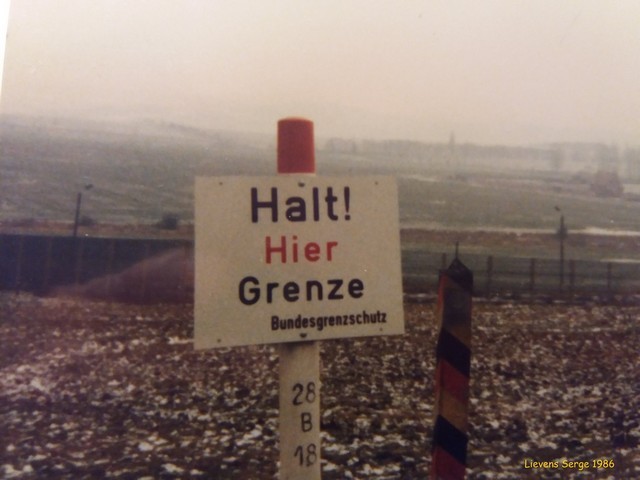 Halt!
Hier
Grenze
Bundesgrenzschutz
28
B
18
Lievens Serge 1986